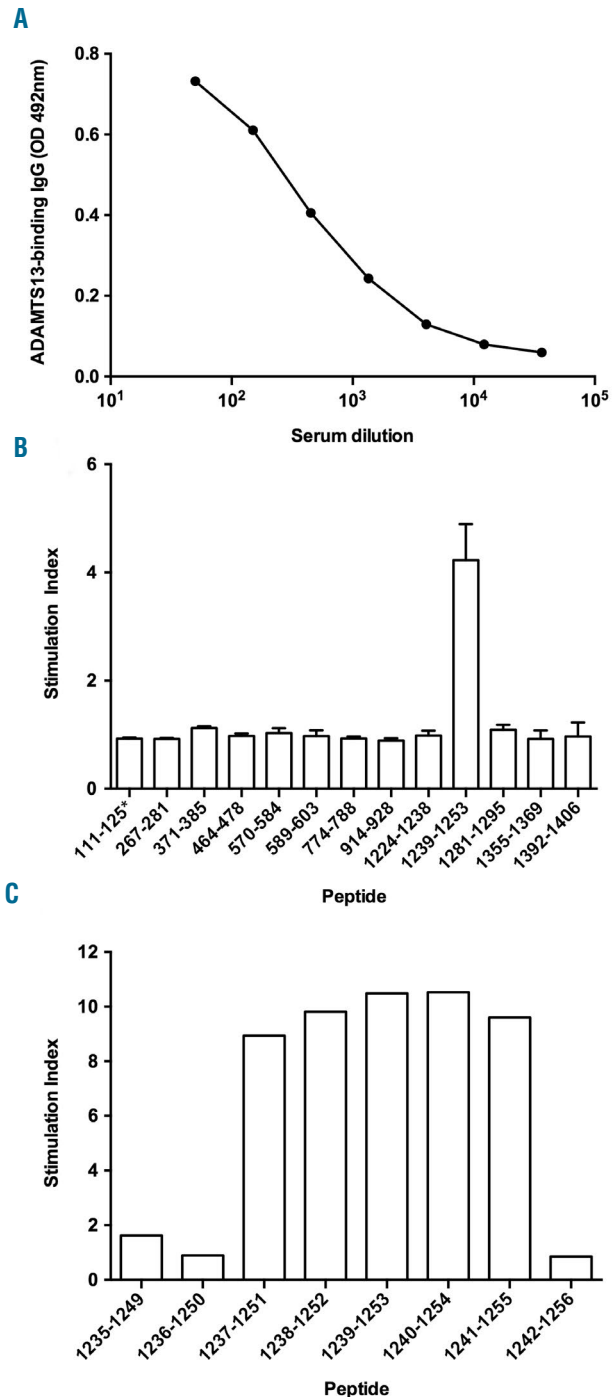 A
ADAMTS13-binding IgG (OD 492nm)
0.8
0.6
0.4
0.2
0.0
10¹ 10² 10³ 10⁴ 10⁵
Serum dilution
B
Stimulation Index
6
4
2
0
111-125* 267-281 371-385 464-478 570-584 589-603 774-788 914-928 1224-1238 1239-1253 1281-1295 1355-1369 1392-1406
Peptide
C
Stimulation Index
12
10
8
6
4
2
0
1235-1249 1236-1250 1237-1251 1238-1252 1239-1253 1240-1254 1241-1255 1242-1256
Peptide